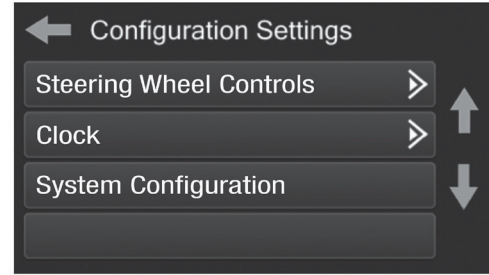 Configuration Settings
Steering Wheel Controls
Clock
System Configuration